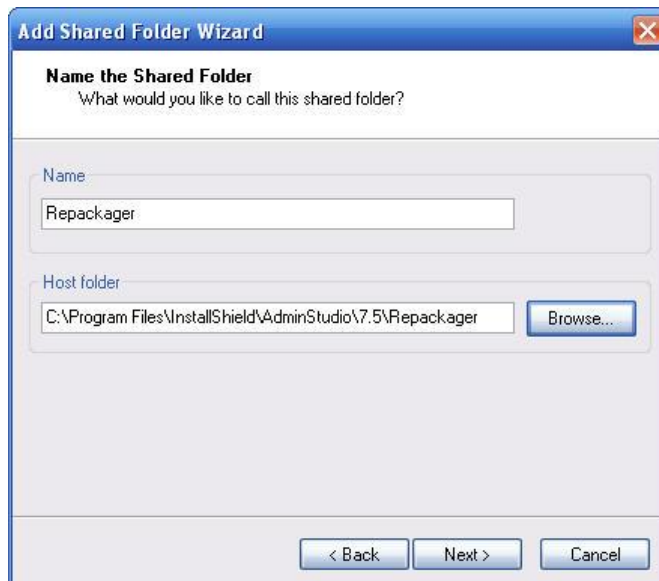 Add Shared Folder Wizard
Name the Shared Folder
What would you like to call this shared folder?
Name
Repackager
Host folder
C:\Program Files\InstallShield\AdminStudio\7.5\Repackager
Browse...
< Back
Next >
Cancel